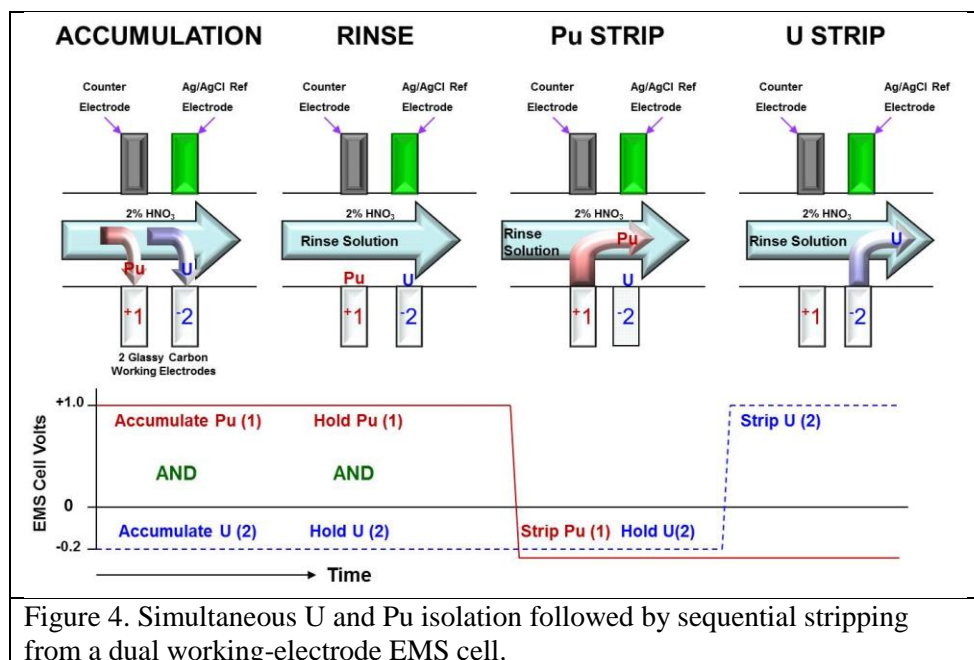 ACCUMULATION
RINSE
Pu STRIP
U STRIP
Counter
Electrode
Ag/AgCl Ref
Electrode
Counter
Electrode
Ag/AgCl Ref
Electrode
Counter
Electrode
Ag/AgCl Ref
Electrode
Ag/AgCl Ref
Electrode
2% HNO₃
Pu
U
+1
-2
2 Glassy Carbon
Working Electrodes
2% HNO₃
Rinse Solution
Pu
U
+1
-2
2% HNO₃
Rinse
Solution
Pu
U
+1
-2
2% HNO₃
Rinse Solution
U
+1
-2
EMS Cell Volts
+1.0
0
-0.2
Accumulate Pu (1)
Hold Pu (1)
Strip U (2)
AND
AND
Accumulate U (2)
Hold U (2)
Strip Pu (1)
Hold U(2)
Time
Figure 4. Simultaneous U and Pu isolation followed by sequential stripping
from a dual working-electrode EMS cell.